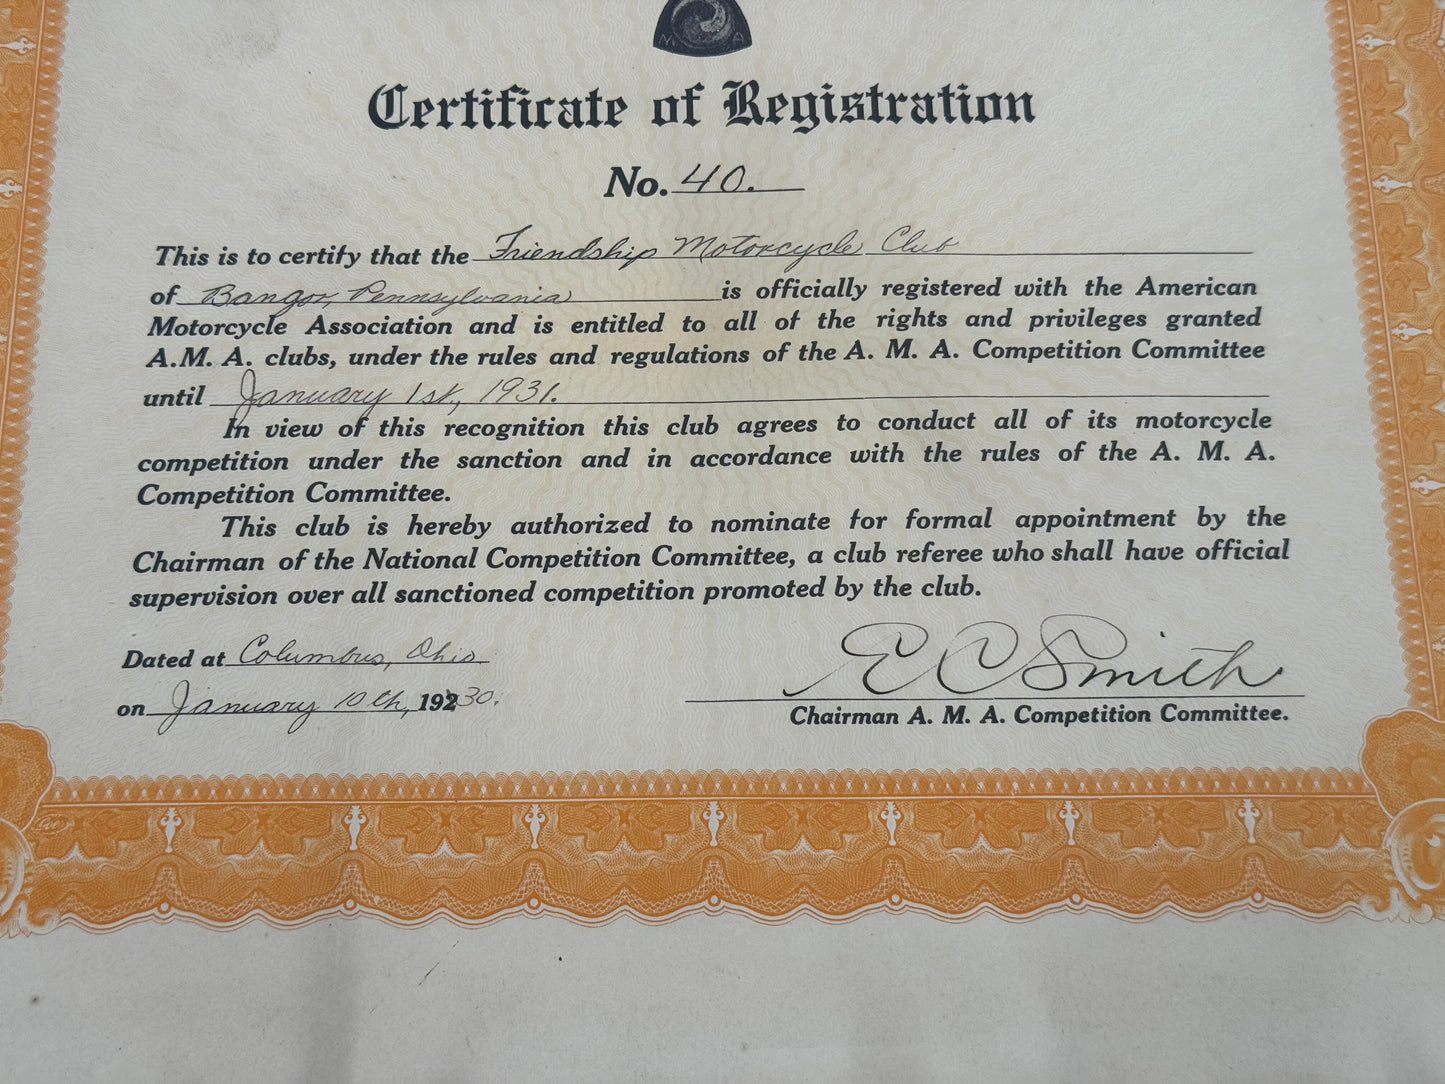 M A
Certificate of Registration
No. 40.
This is to certify that the Friendship Motorcycle Club
of Bangor, Pennsylvania is officially registered with the American
Motorcycle Association and is entitled to all of the rights and privileges granted
A.M. A. clubs, under the rules and regulations of the A. M. A. Competition Committee
until January 1st, 1931.
In view of this recognition this club agrees to conduct all of its motorcycle
competition under the sanction and in accordance with the rules of the A. M. A.
Competition Committee.
This club is hereby authorized to nominate for formal appointment by the
Chairman of the National Competition Committee, a club referee who shall have official
supervision over all sanctioned competition promoted by the club.
Dated at Columbus, Ohio
on January 10th, 19230.
E C Smith
Chairman A. M. A. Competition Committee.